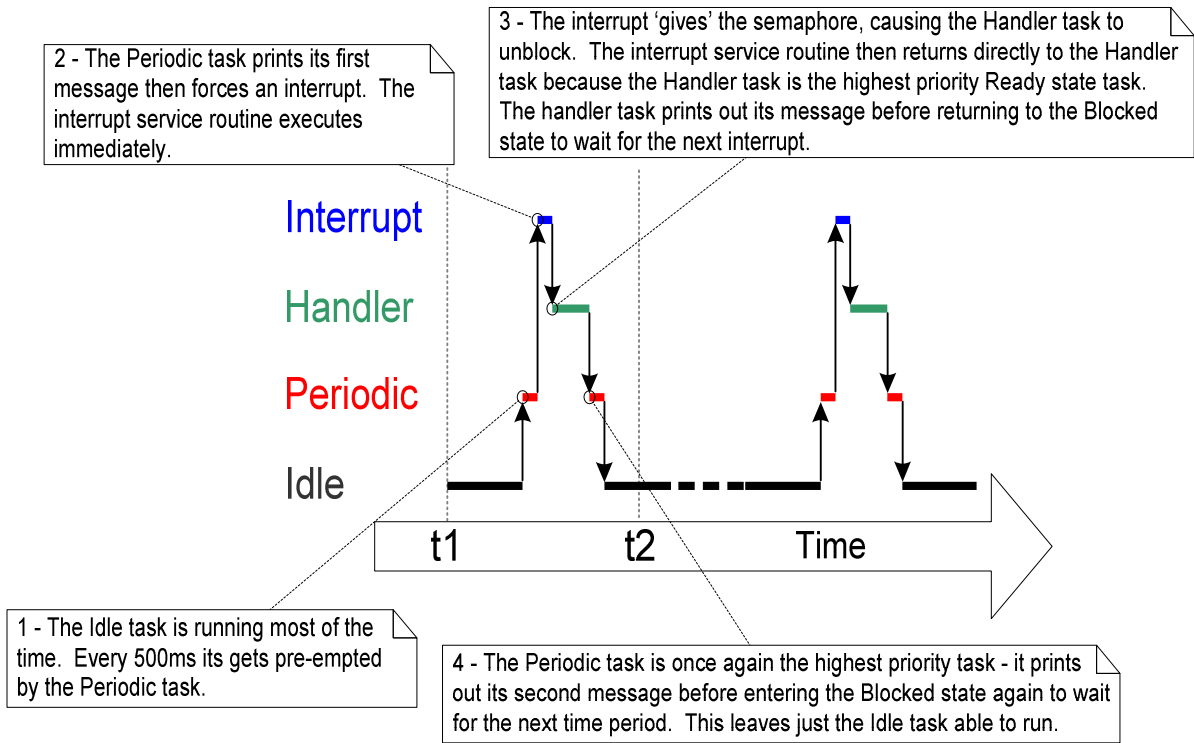 2 - The Periodic task prints its first
message then forces an interrupt.  The
interrupt service routine executes
immediately.
3 - The interrupt ‘gives’ the semaphore, causing the Handler task to
unblock.  The interrupt service routine then returns directly to the Handler
task because the Handler task is the highest priority Ready state task.
The handler task prints out its message before returning to the Blocked
state to wait for the next interrupt.
Interrupt
Handler
Periodic
Idle
t1
t2
Time
1 - The Idle task is running most of the
time.  Every 500ms its gets pre-empted
by the Periodic task.
4 - The Periodic task is once again the highest priority task - it prints
out its second message before entering the Blocked state again to wait
for the next time period.  This leaves just the Idle task able to run.